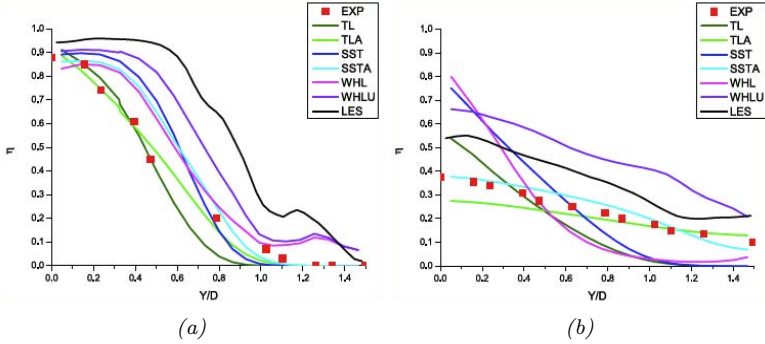 EXP
TL
TLA
SST
SSTA
WHL
WHLU
LES
1,0
0,9
0,8
0,7
0,6
0,5
0,4
0,3
0,2
0,1
0,0
η
0,0 0,2 0,4 0,6 0,8 1,0 1,2 1,4
Y/D
(a)
EXP
TL
TLA
SST
SSTA
WHL
WHLU
LES
1,0
0,9
0,8
0,7
0,6
0,5
0,4
0,3
0,2
0,1
0,0
η
0,0 0,2 0,4 0,6 0,8 1,0 1,2 1,4
Y/D
(b)